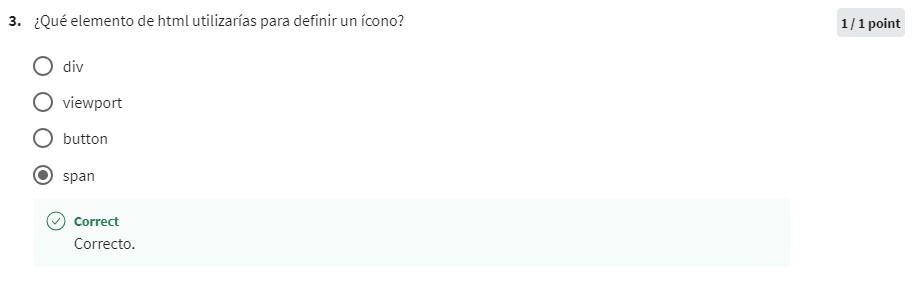 3. ¿Qué elemento de html utilizarías para definir un ícono?
1 / 1 point
div
viewport
button
span
Correct
Correcto.